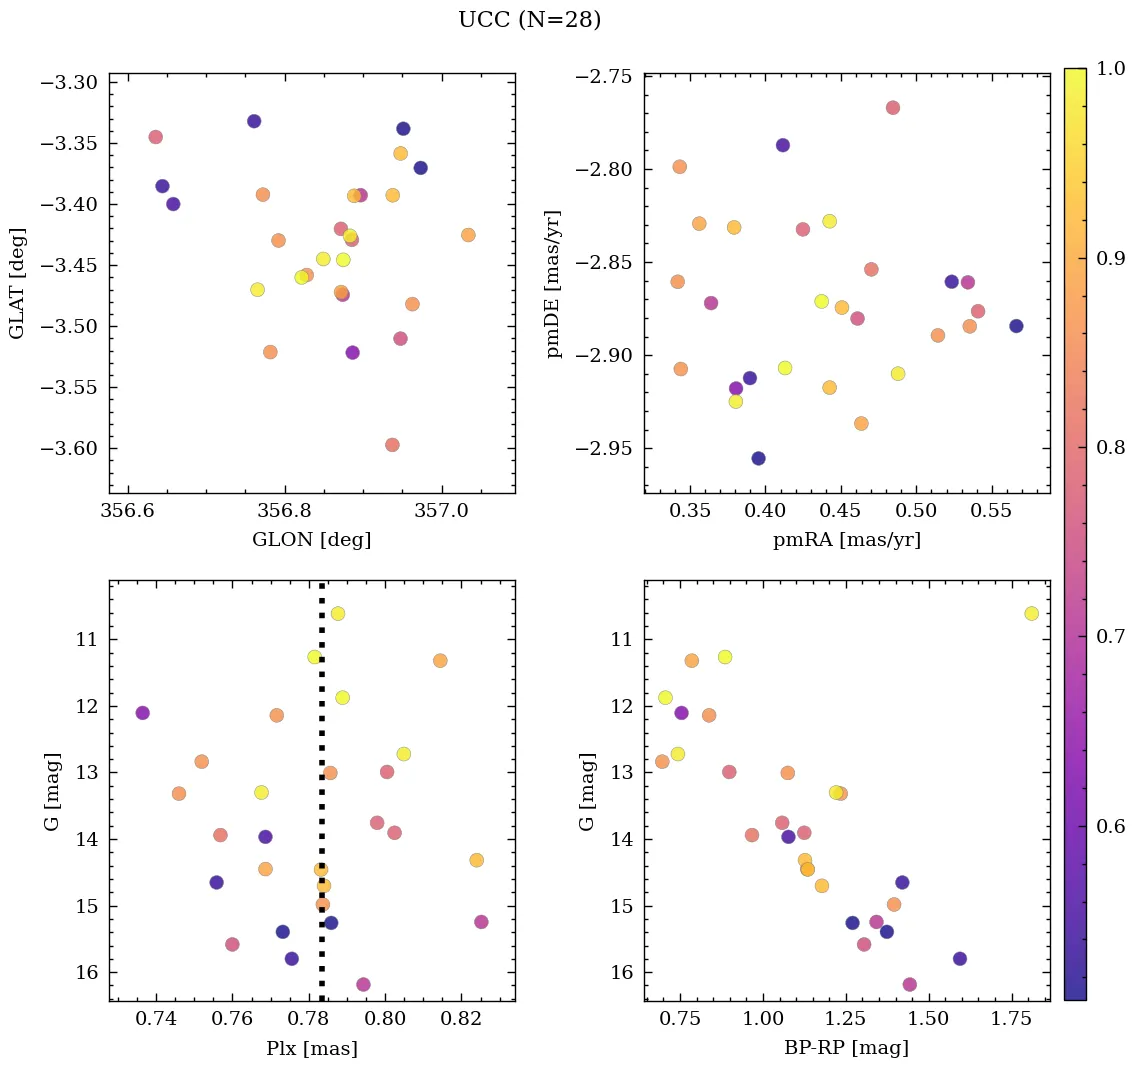 UCC (N=28)
−3.30
−3.35
−3.40
−3.45
−3.50
−3.55
−3.60
GLAT [deg]
356.6 356.8 357.0
GLON [deg]
−2.75
−2.80
−2.85
−2.90
−2.95
pmDE [mas/yr]
0.35 0.40 0.45 0.50 0.55
pmRA [mas/yr]
11
12
13
14
15
16
G [mag]
0.74 0.76 0.78 0.80 0.82
Plx [mas]
11
12
13
14
15
16
G [mag]
0.75 1.00 1.25 1.50 1.75
BP-RP [mag]
1.0
0.9
0.8
0.7
0.6